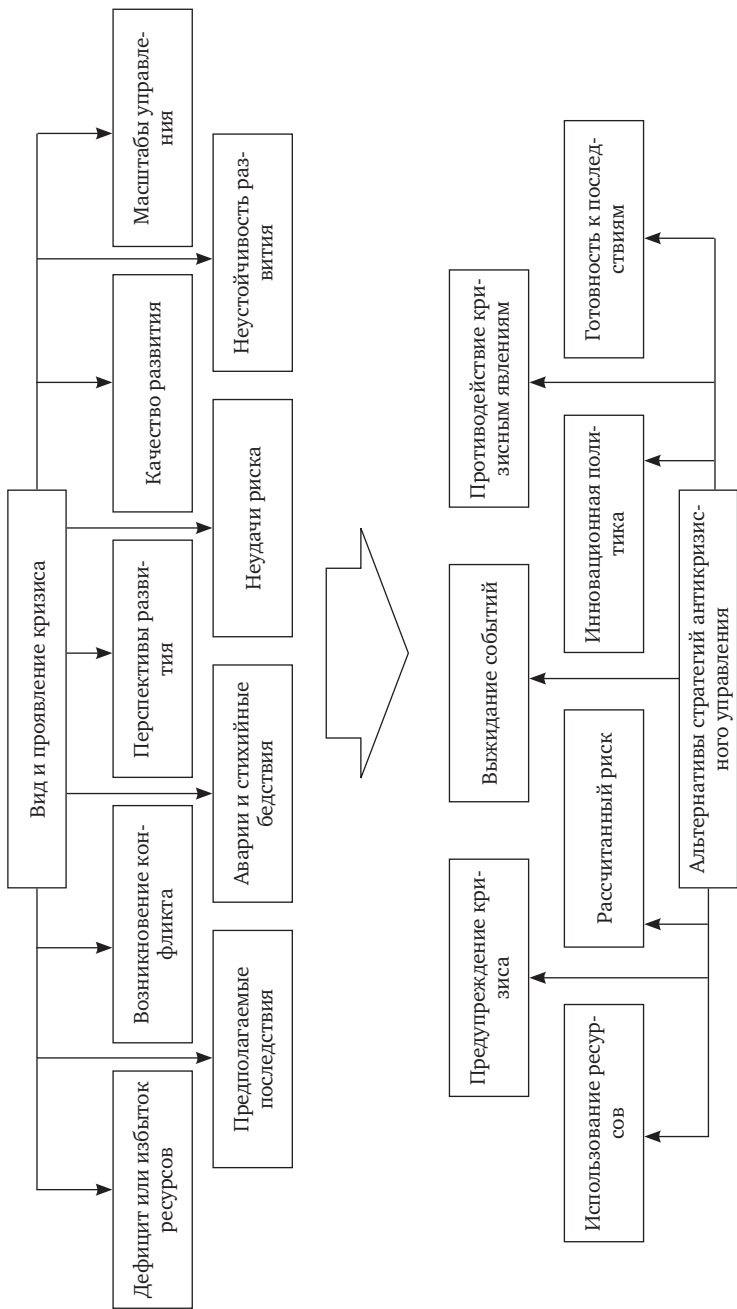 Вид и проявление кризиса
Дефицит или избыток
ресурсов
Возникновение кон-
фликта
Перспективы разви-
тия
Качество развития
Масштабы управле-
ния
Предполагаемые
последствия
Аварии и стихийные
бедствия
Неудачи риска
Неустойчивость раз-
вития
Предупреждение кри-
зиса
Выжидание событий
Противодействие кри-
зисным явлениям
Использование ресур-
сов
Рассчитанный риск
Инновационная поли-
тика
Готовность к послед-
ствиям
Альтернативы стратегий антикризис-
ного управления